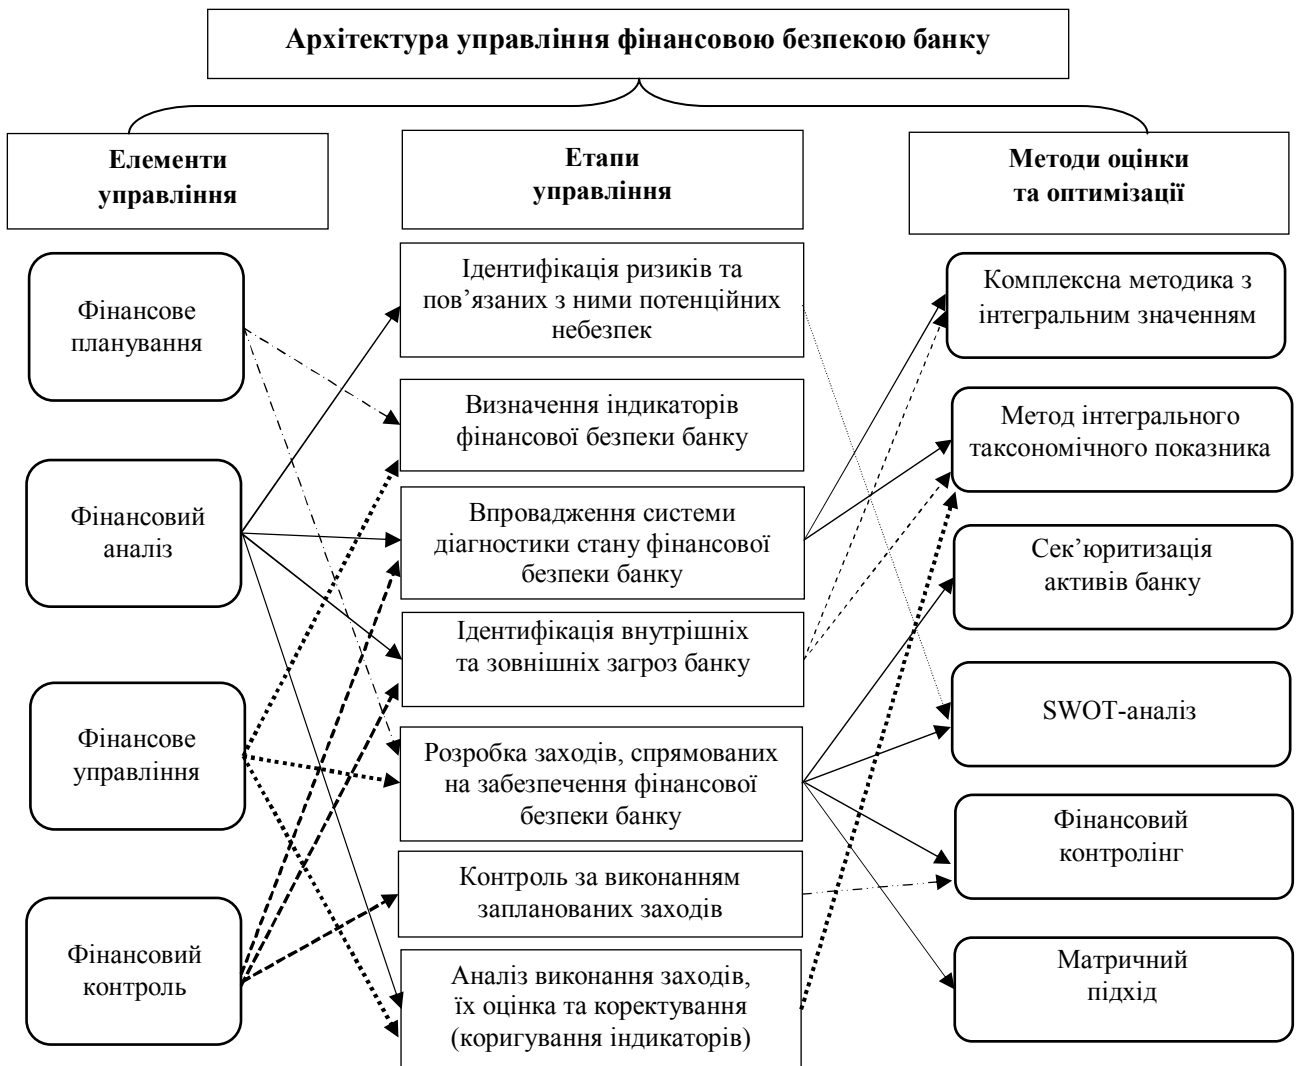 Архітектура управління фінансовою безпекою банку
Елементи
управління
Етапи
управління
Методи оцінки
та оптимізації
Фінансове
планування
Фінансовий
аналіз
Фінансове
управління
Фінансовий
контроль
Ідентифікація ризиків та
пов’язаних з ними потенційних
небезпек
Визначення індикаторів
фінансової безпеки банку
Впровадження системи
діагностики стану фінансової
безпеки банку
Ідентифікація внутрішніх
та зовнішніх загроз банку
Розробка заходів, спрямованих
на забезпечення фінансової
безпеки банку
Контроль за виконанням
запланованих заходів
Аналіз виконання заходів,
їх оцінка та коректування
(коригування індикаторів)
Комплексна методика з
інтегральним значенням
Метод інтегрального
таксономічного показника
Сек’юритизація
активів банку
SWOT-аналіз
Фінансовий
контролінг
Матричний
підхід